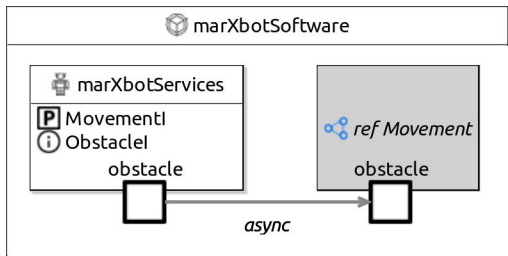 marXbotSoftware
marXbotServices
P MovementI
i ObstacleI
obstacle
ref Movement
obstacle
async